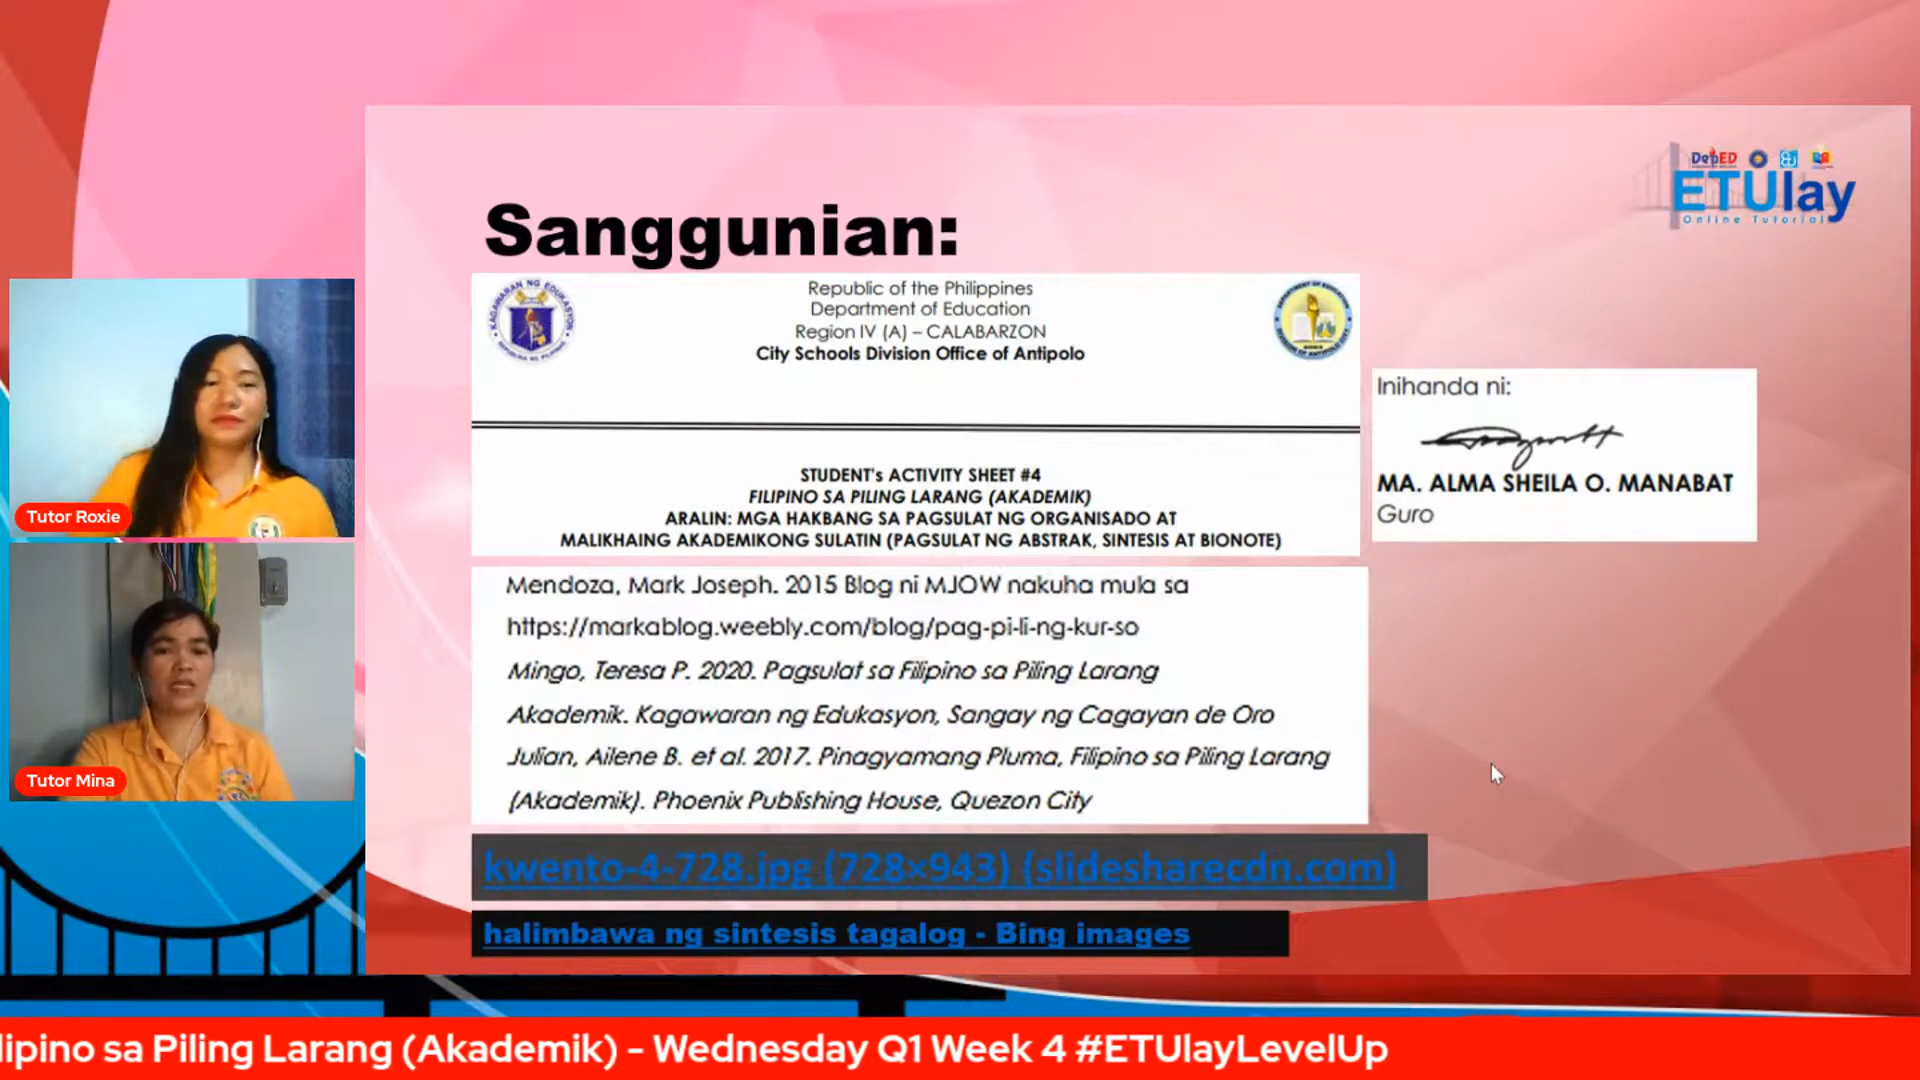 DepED
ETUlay
Online Tutorial
Sanggunian:
KAGAWARAN NG EDUKASYON
REPUBLIKA NG PILIPINAS
Republic of the Philippines
Department of Education
Region IV (A) – CALABARZON
City Schools Division Office of Antipolo
STUDENT's ACTIVITY SHEET #4
FILIPINO SA PILING LARANG (AKADEMIK)
ARALIN: MGA HAKBANG SA PAGSULAT NG ORGANISADO AT
MALIKHAING AKADEMIKONG SULATIN (PAGSULAT NG ABSTRAK, SINTESIS AT BIONOTE)
Inihanda ni:
MA. ALMA SHEILA O. MANABAT
Guro
Mendoza, Mark Joseph. 2015 Blog ni MJOW nakuha mula sa
https://markablog.weebly.com/blog/pag-pi-li-ng-kur-so
Mingo, Teresa P. 2020. Pagsulat sa Filipino sa Piling Larang
Akademik. Kagawaran ng Edukasyon, Sangay ng Cagayan de Oro
Julian, Ailene B. et al. 2017. Pinagyamang Pluma, Filipino sa Piling Larang
(Akademik). Phoenix Publishing House, Quezon City
kwento-4-728.jpg (728×943) (slidesharecdn.com)
halimbawa ng sintesis tagalog - Bing images
Tutor Roxie
Tutor Mina
lipino sa Piling Larang (Akademik) - Wednesday Q1 Week 4 #ETUlayLevelUp